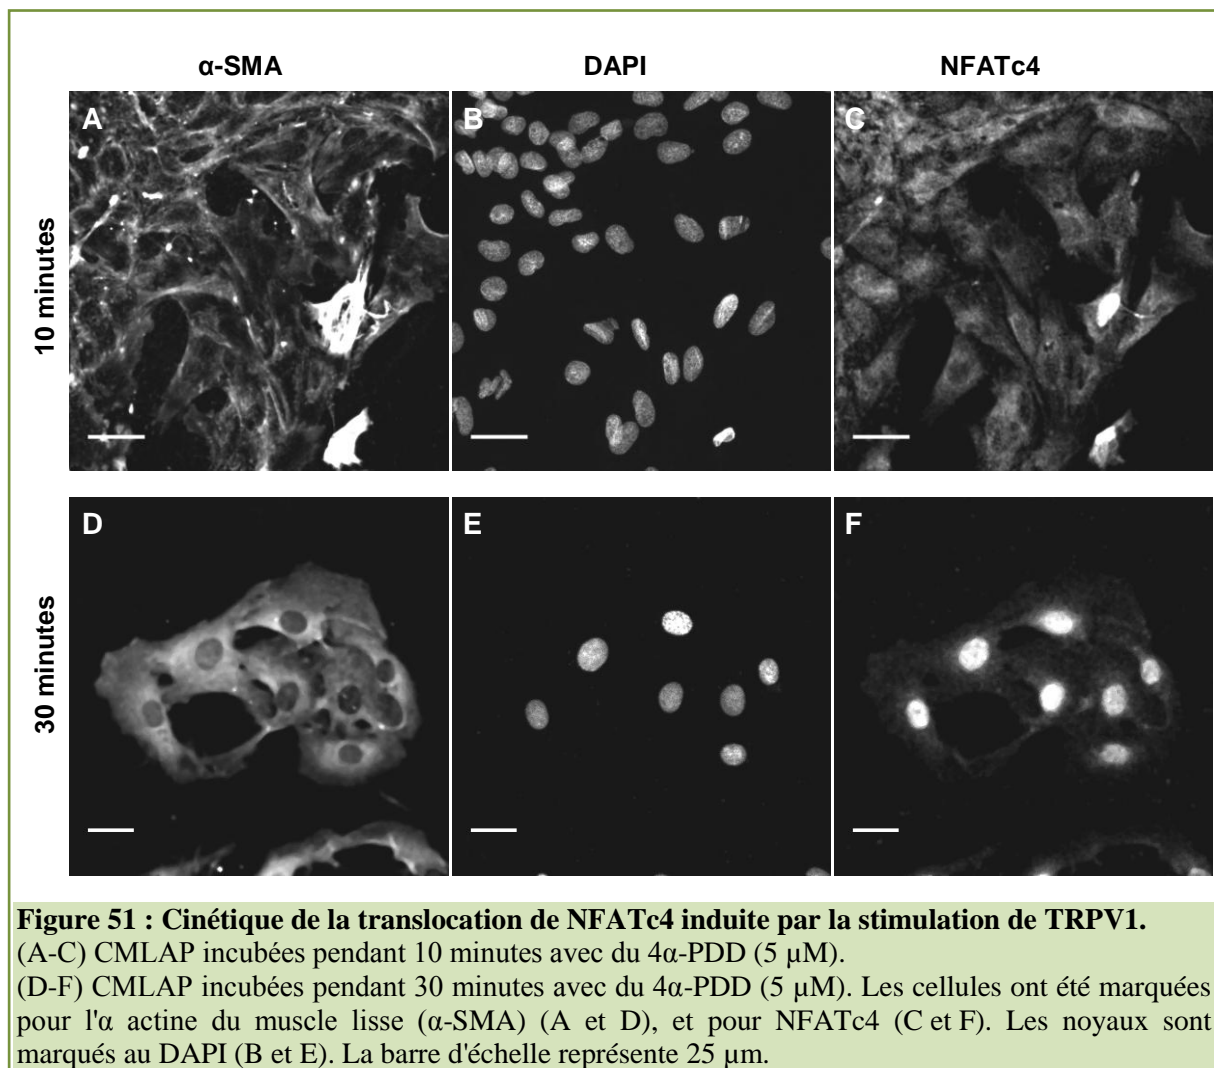 α-SMA DAPI NFATc4
10 minutes
A B C
30 minutes
D E F
Figure 51 : Cinétique de la translocation de NFATc4 induite par la stimulation de TRPV1.
(A-C) CMLAP incubées pendant 10 minutes avec du 4α-PDD (5 µM).
(D-F) CMLAP incubées pendant 30 minutes avec du 4α-PDD (5 µM). Les cellules ont été marquées
pour l'α actine du muscle lisse (α-SMA) (A et D), et pour NFATc4 (C et F). Les noyaux sont
marqués au DAPI (B et E). La barre d'échelle représente 25 µm.